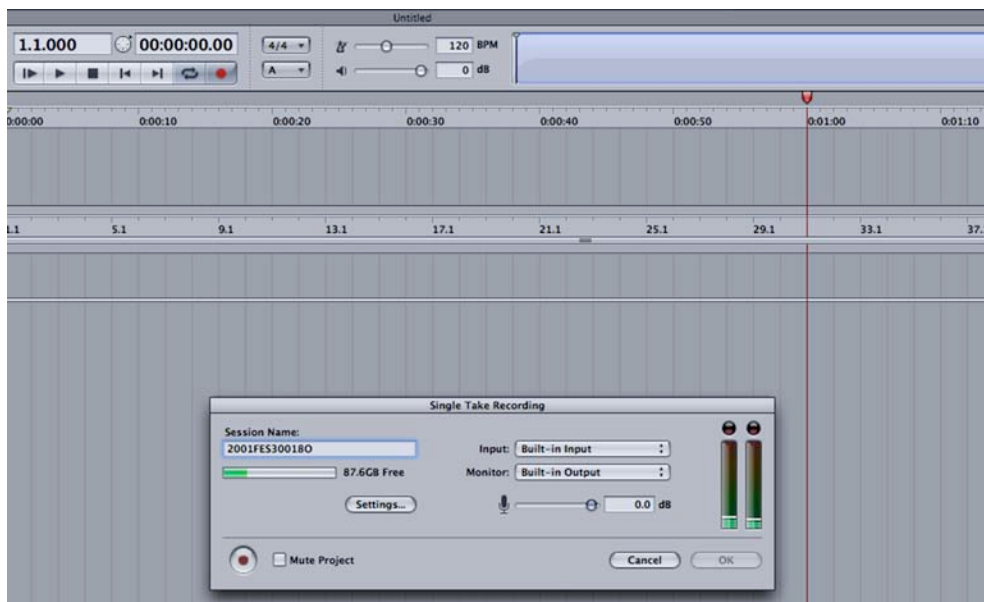 Untitled
1.1.000 00:00:00.00 4/4 120 BPM
A 0 dB
0:00:00 0:00:10 0:00:20 0:00:30 0:00:40 0:00:50 0:01:00 0:01:10
1.1 5.1 9.1 13.1 17.1 21.1 25.1 29.1 33.1 37.
Single Take Recording
Session Name:
2001FES30018O Input: Built-in Input
87.6GB Free Monitor: Built-in Output
Settings... 0.0 dB
Mute Project Cancel OK